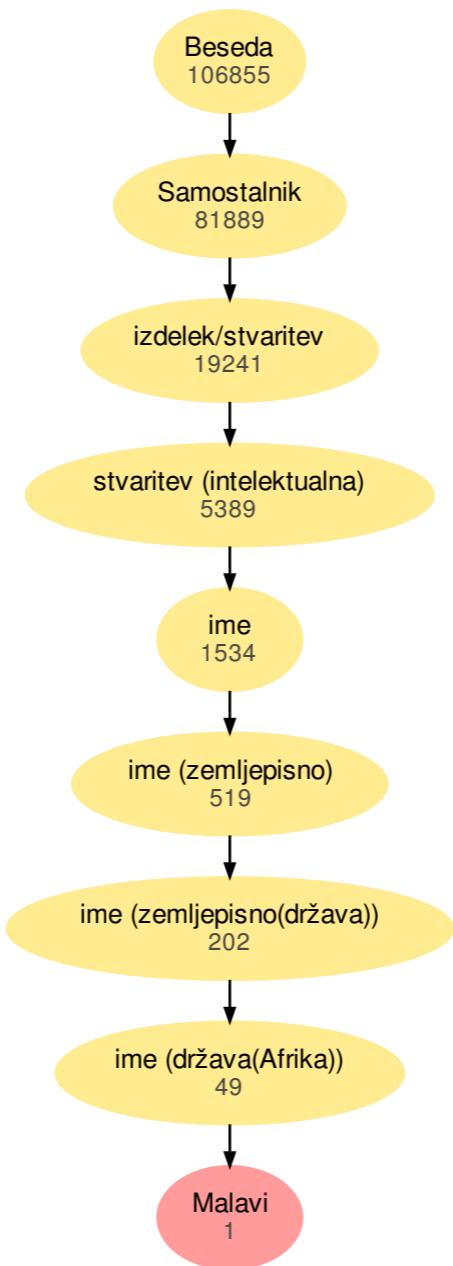 Beseda
106855
Samostalnik
81889
izdelek/stvaritev
19241
stvaritev (intelektualna)
5389
ime
1534
ime (zemljepisno)
519
ime (zemljepisno(država))
202
ime (država(Afrika))
49
Malavi
1